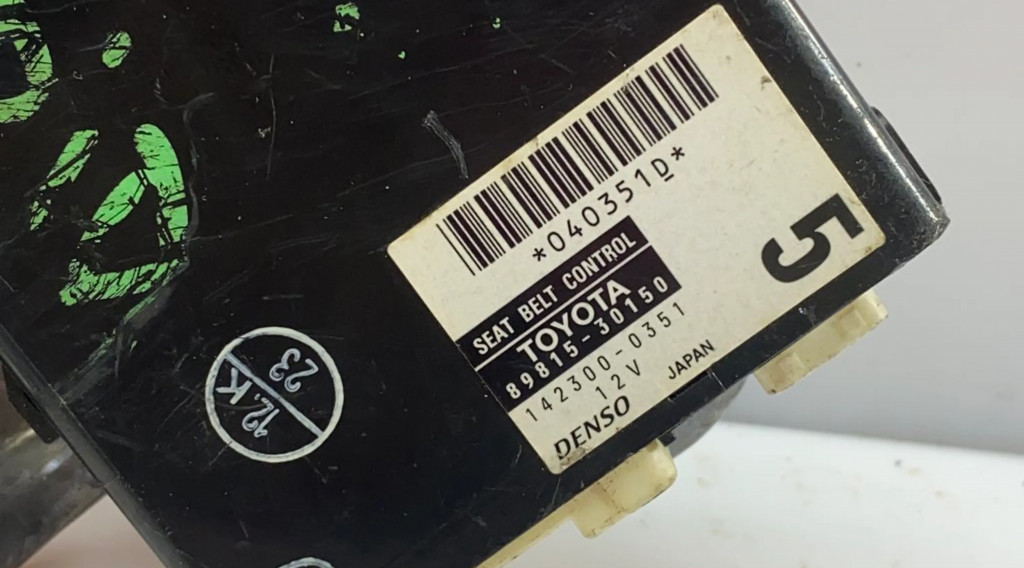 *040351D*
SEAT BELT CONTROL
TOYOTA
89815-30150
142300-0351
12V
JAPAN
DENSO
5
12.K
23